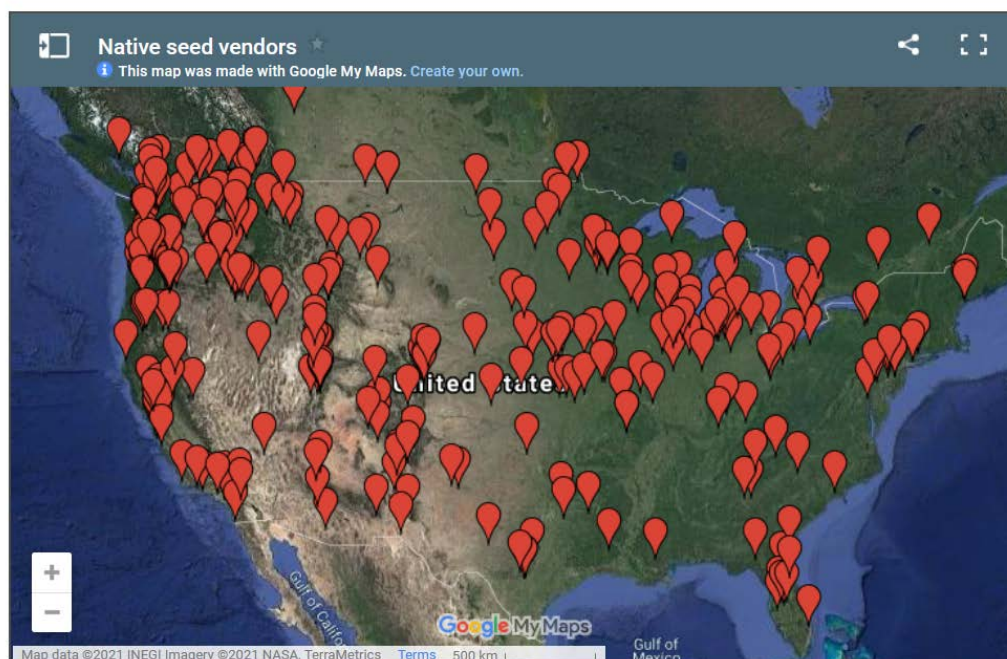 Native seed vendors
This map was made with Google My Maps. Create your own.
United States
Gulf of Califo
Google My Maps
Gulf of
Mexico
Map data ©2021 INEGI Imagery ©2021 NASA, TerraMetrics Terms 500 km